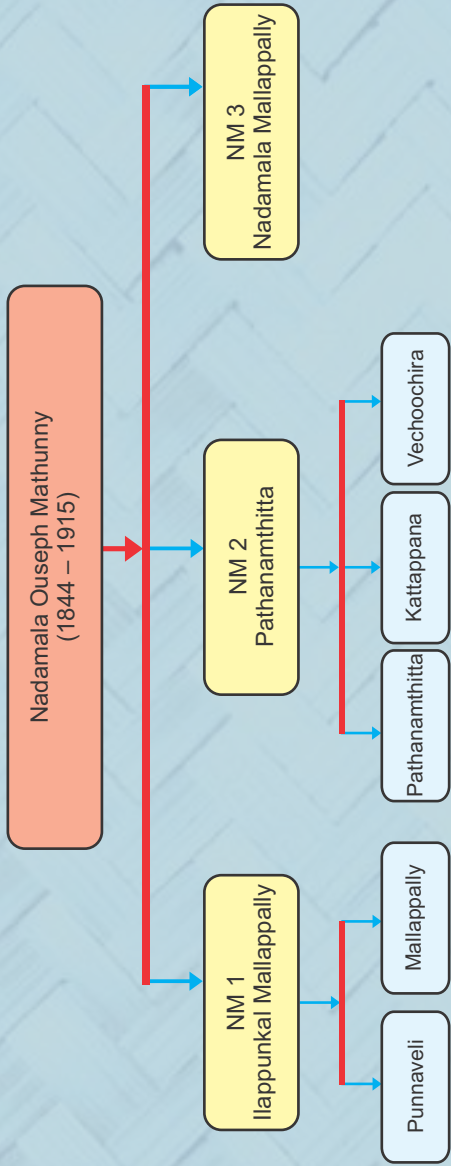 Nadamala Ouseph Mathunny
(1844 – 1915)
NM 1
Ilappunkal Mallappally
NM 2
Pathanamthitta
NM 3
Nadamala Mallappally
Punnaveli
Mallappally
Pathanamthitta
Kattappana
Vechoochira